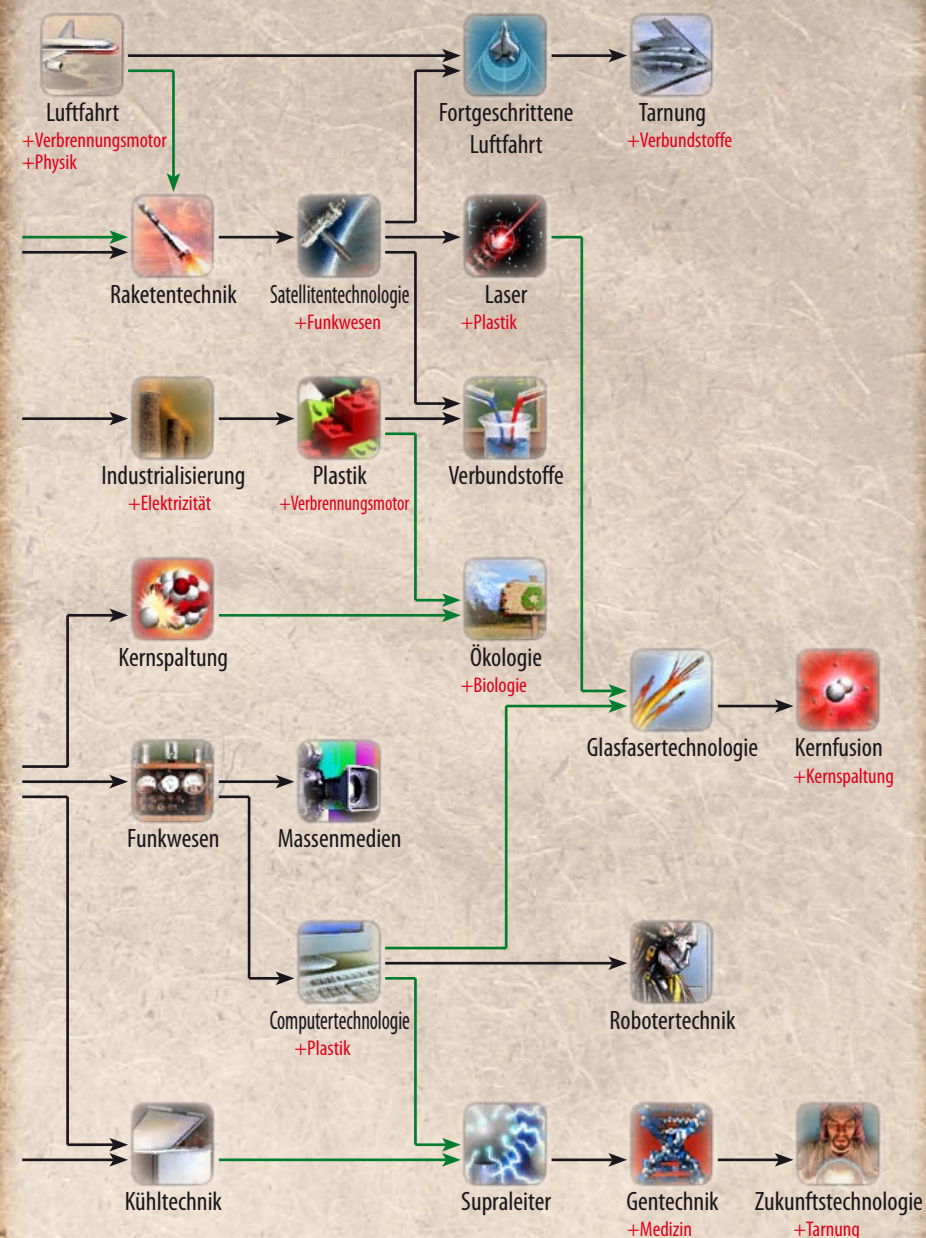 Luftfahrt
+Verbrennungsmotor
+Physik
Fortgeschrittene
Luftfahrt
Tarnung
+Verbundstoffe
Raketentechnik
Satellitentechnologie
+Funkwesen
Laser
+Plastik
Industrialisierung
+Elektrizität
Plastik
+Verbrennungsmotor
Verbundstoffe
Kernspaltung
Ökologie
+Biologie
Glasfasertechnologie
Kernfusion
+Kernspaltung
Funkwesen
Massenmedien
Computertechnologie
+Plastik
Robotertechnik
Kühltechnik
Supraleiter
Gentechnik
+Medizin
Zukunftstechnologie
+Tarnung